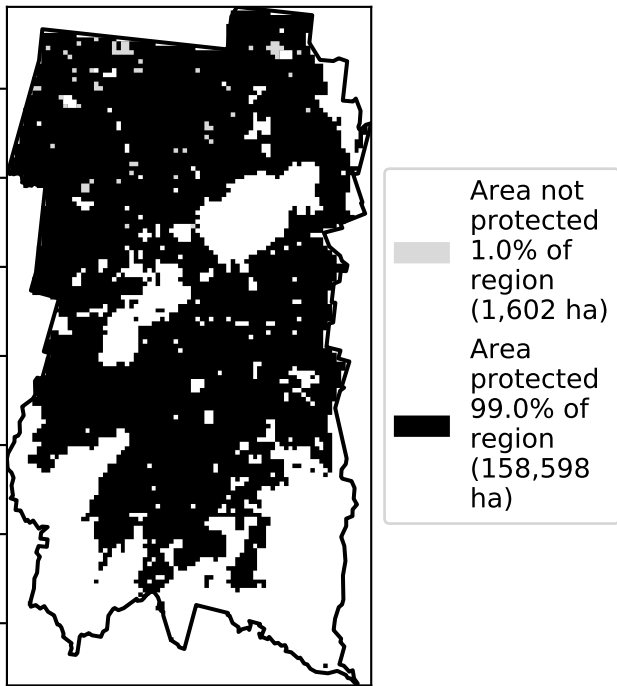 Area not
protected
1.0% of
region
(1,602 ha)
Area
protected
99.0% of
region
(158,598
ha)